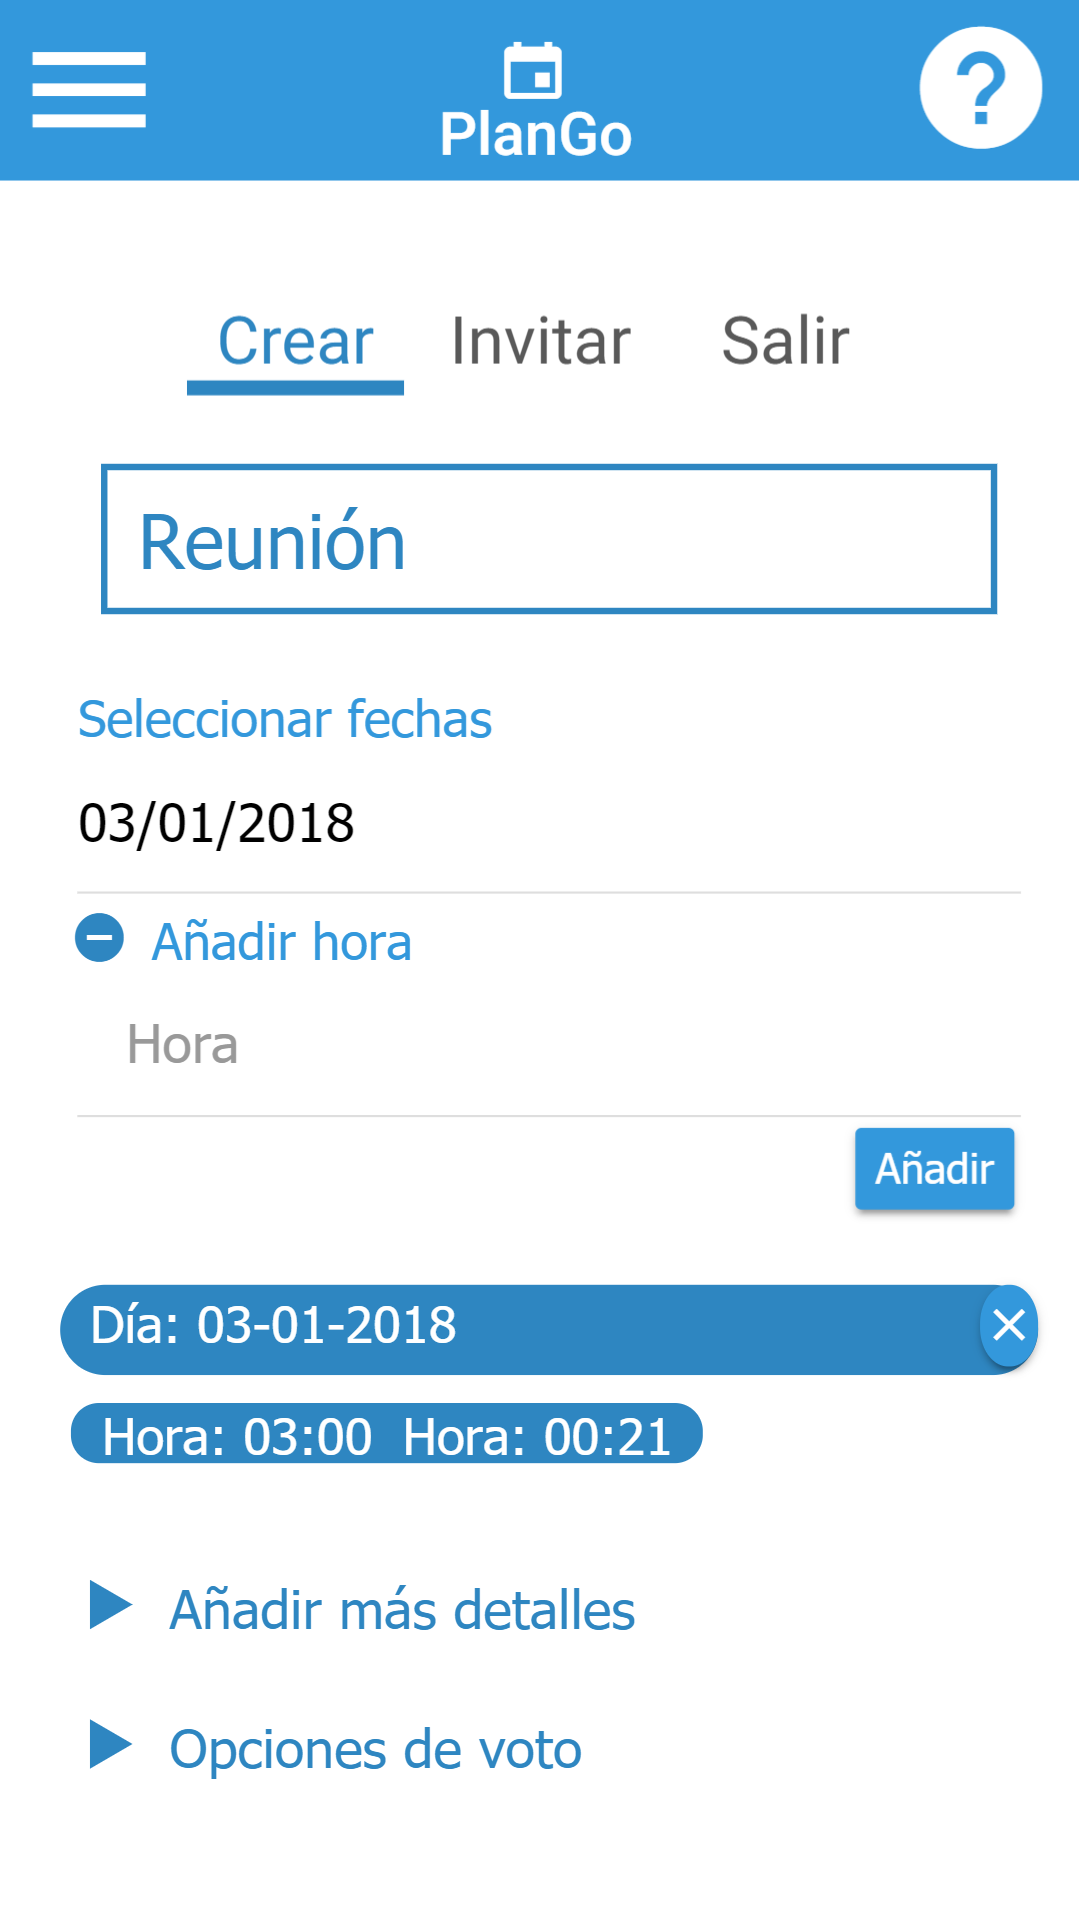 PlanGo
?
Crear Invitar Salir
Reunión
Seleccionar fechas
03/01/2018
Añadir hora
Hora
Añadir
Día: 03-01-2018
Hora: 03:00 Hora: 00:21
Añadir más detalles
Opciones de voto